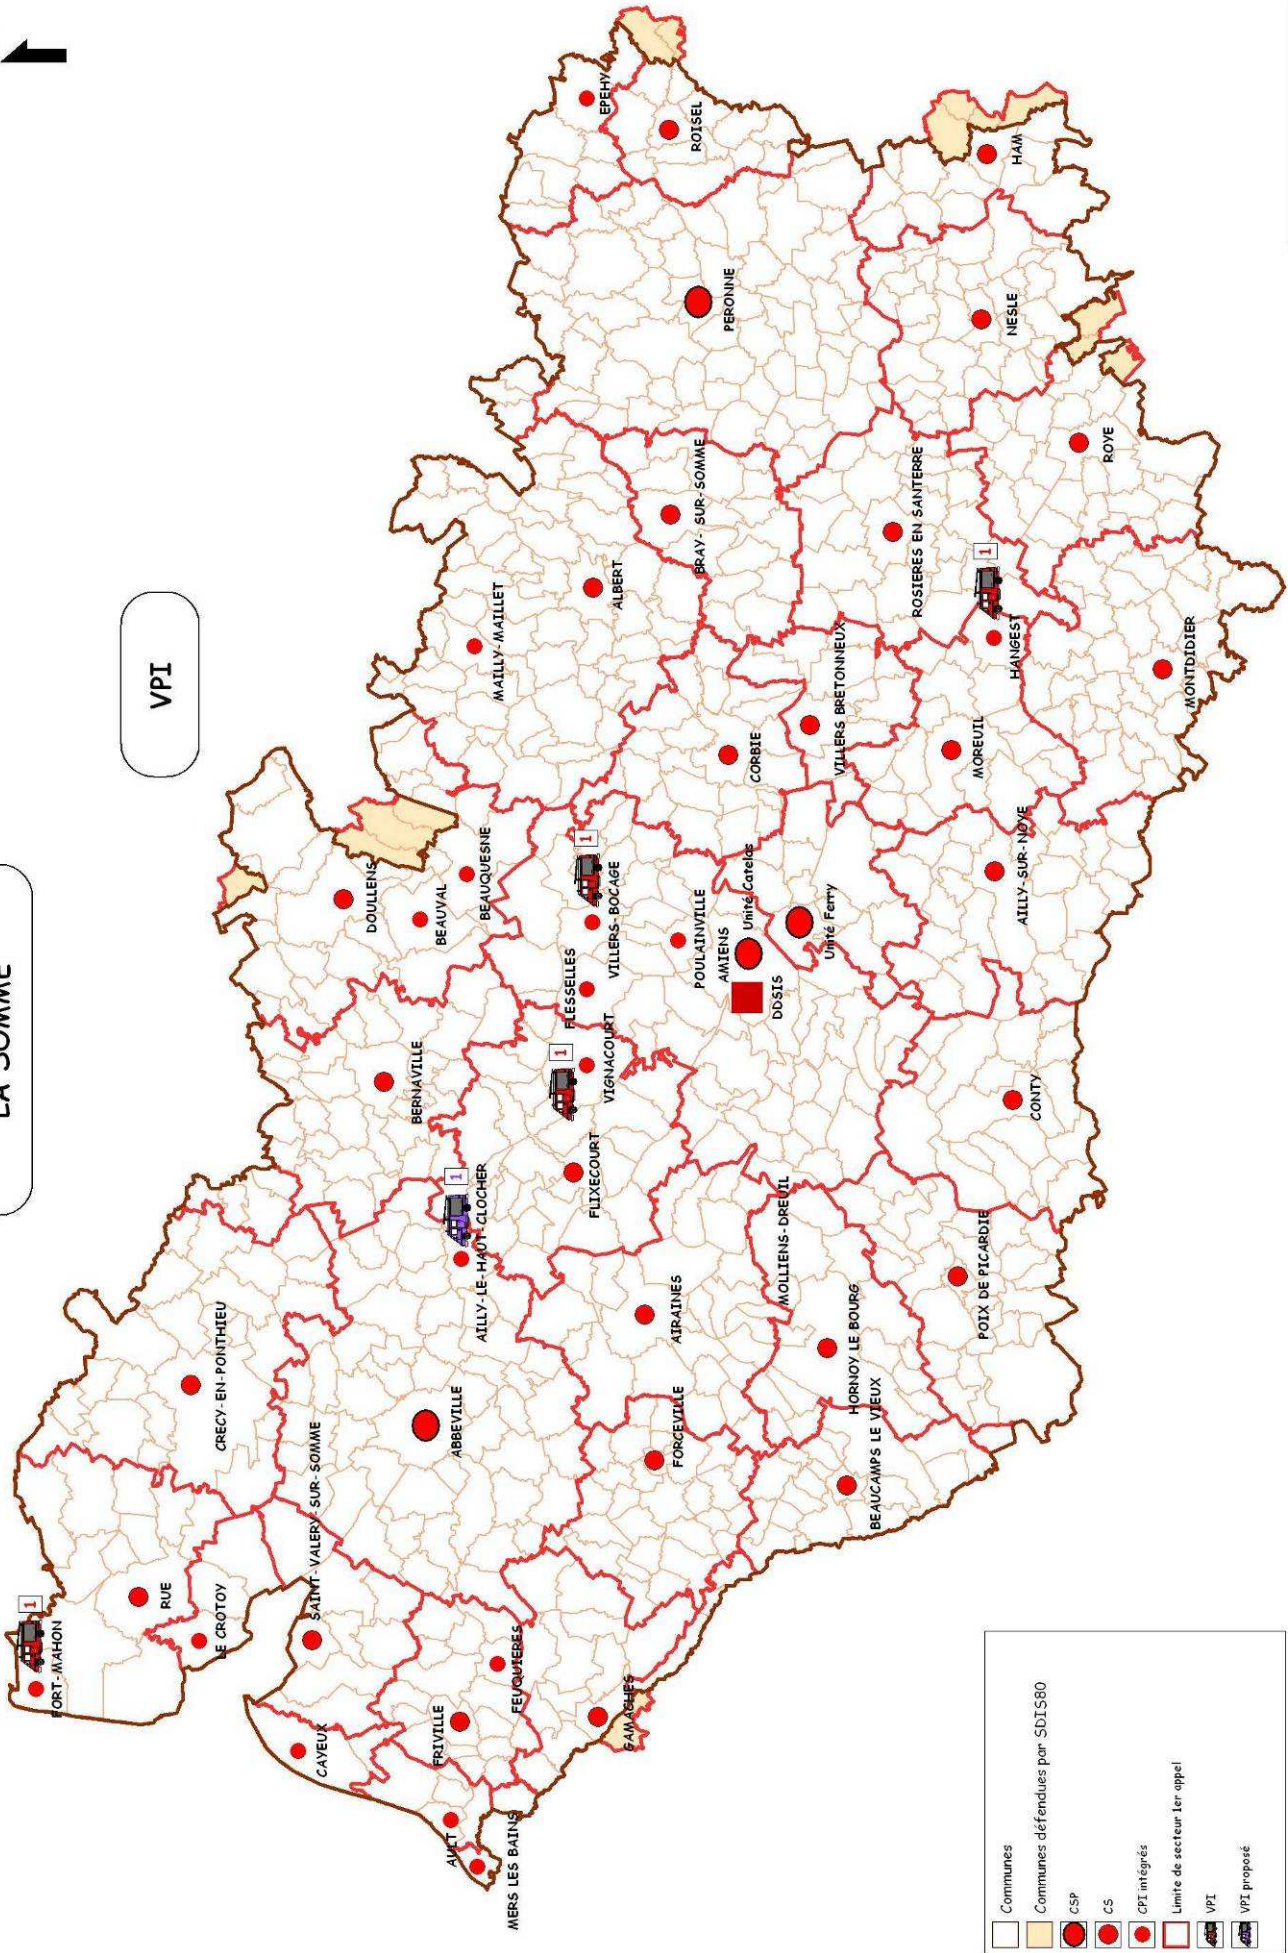 LA SOMME
VPI
FORT-MAHON
1
RUE
LE CROTOY
CRECY-EN-PONTHIEU
SAINT-VALERY-SUR-SOMME
CAYEUX
AULT
MERS LES BAINS
FRIVILLE
FEUQUIERES
GAMACHES
ABBEVILLE
AILLY-LE-HAUT-CLOCHER
1
BERNAVILLE
DOULLENS
BEAUVAL
BEAUQUESNE
FLIXECOURT
VIGNACOURT
1
FLESSELLES
VILLERS-BOCAGE
1
POULAINVILLE
AMIENS
Unité Catelas
DDSIS
Unité Ferry
AIRAINES
FORCEVILLE
MOLLIENS-DREUIL
HORNOY LE BOURG
BEAUCAMPS LE VIEUX
POIX DE PICARDIE
CONTY
AILLY-SUR-NOYE
MAILLY-MAILLET
ALBERT
BRAY-SUR-SOMME
CORBIE
VILLERS BRETONNEUX
MOREUIL
HANGEST
1
ROSIERES EN SANTERRE
MONTDIDIER
ROYE
NESLE
HAM
PERONNE
ROISEL
EPEHY
Communes
Communes défendues par SDIS80
CSP
CS
CPI intégrés
Limite de secteur 1er appel
VPI
VPI proposé